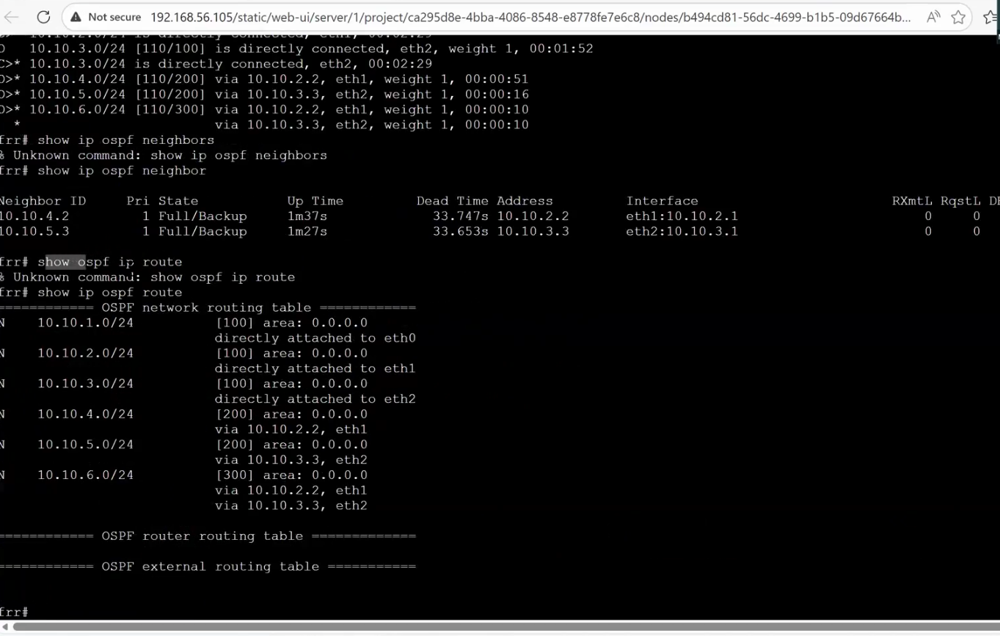 Not secure 192.168.56.105/static/web-ui/server/1/project/ca295d8e-4bba-4086-8548-e8778fe7e6c8/nodes/b494cd81-56dc-4699-b1b5-09d67664b...
C>* 10.10.2.0/24 is directly connected, eth1, 00:02:29
O 10.10.3.0/24 [110/100] is directly connected, eth2, weight 1, 00:01:52
C>* 10.10.3.0/24 is directly connected, eth2, 00:02:29
O>* 10.10.4.0/24 [110/200] via 10.10.2.2, eth1, weight 1, 00:00:51
O>* 10.10.5.0/24 [110/200] via 10.10.3.3, eth2, weight 1, 00:00:16
O>* 10.10.6.0/24 [110/300] via 10.10.2.2, eth1, weight 1, 00:00:10
* via 10.10.3.3, eth2, weight 1, 00:00:10
frr# show ip ospf neighbors
% Unknown command: show ip ospf neighbors
frr# show ip ospf neighbor
Neighbor ID Pri State Up Time Dead Time Address Interface RXmtL RqstL DB
10.10.4.2 1 Full/Backup 1m37s 33.747s 10.10.2.2 eth1:10.10.2.1 0 0
10.10.5.3 1 Full/Backup 1m27s 33.653s 10.10.3.3 eth2:10.10.3.1 0 0
frr# show ospf ip route
% Unknown command: show ospf ip route
frr# show ip ospf route
============ OSPF network routing table ============
N 10.10.1.0/24 [100] area: 0.0.0.0
directly attached to eth0
N 10.10.2.0/24 [100] area: 0.0.0.0
directly attached to eth1
N 10.10.3.0/24 [100] area: 0.0.0.0
directly attached to eth2
N 10.10.4.0/24 [200] area: 0.0.0.0
via 10.10.2.2, eth1
N 10.10.5.0/24 [200] area: 0.0.0.0
via 10.10.3.3, eth2
N 10.10.6.0/24 [300] area: 0.0.0.0
via 10.10.2.2, eth1
via 10.10.3.3, eth2
============ OSPF router routing table =============
============ OSPF external routing table ===========
frr#